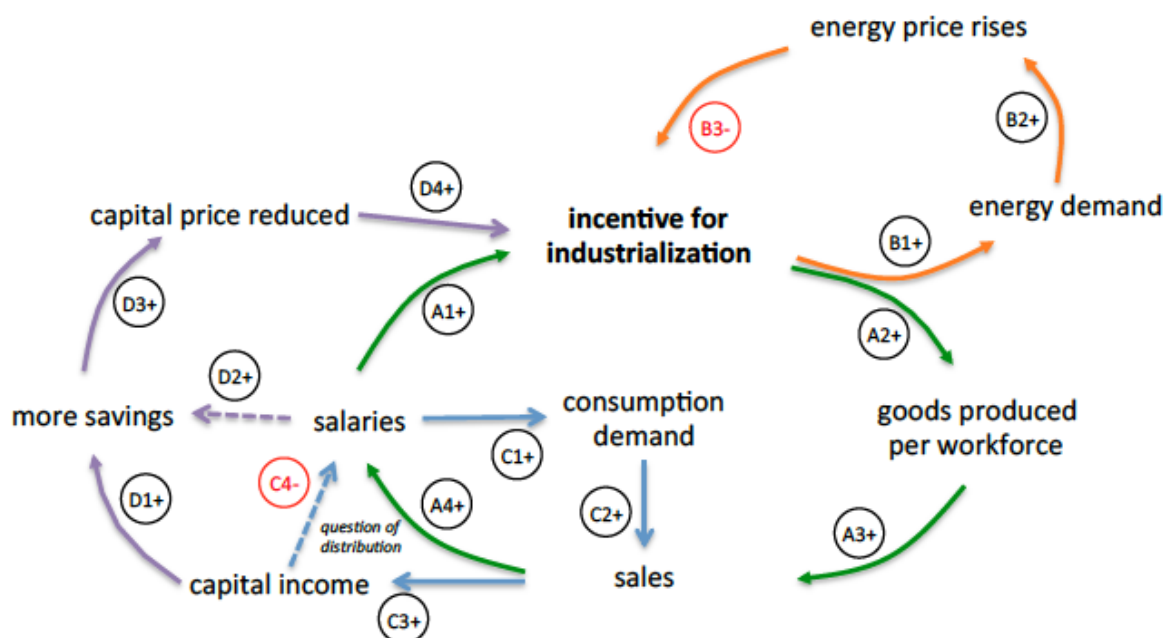 energy price rises
B3-
B2+
D4+
capital price reduced
incentive for
industrialization
energy demand
B1+
D3+
A1+
A2+
D2+
more savings
salaries
consumption
demand
goods produced
per workforce
C1+
C4-
D1+
A4+
C2+
question of
distribution
A3+
capital income
sales
C3+